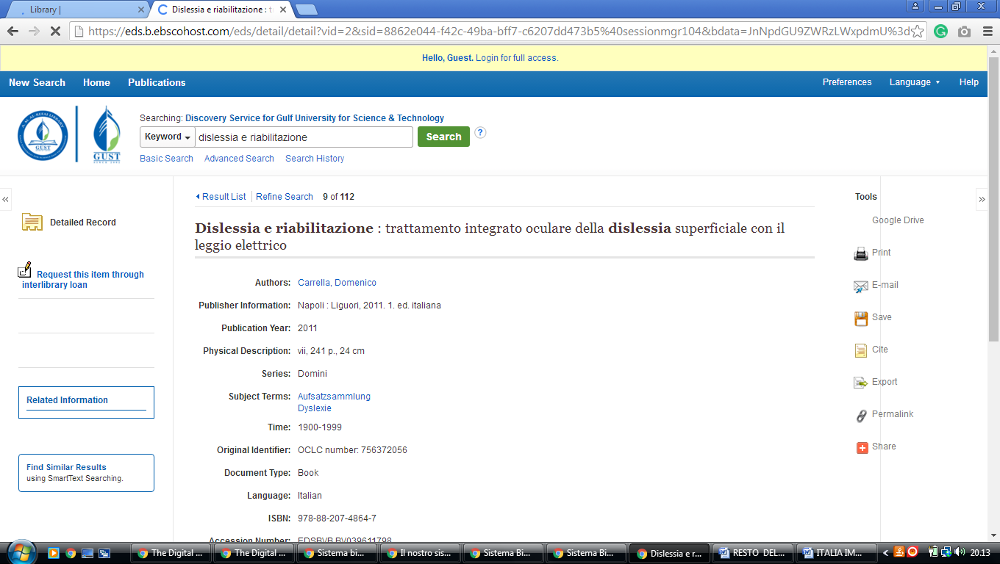 Library |
Dislessia e riabilitazione : t
https://eds.b.ebscohost.com/eds/detail/detail?vid=2&sid=8862e044-f42c-49ba-bff7-c6207dd473b5%40sessionmgr104&bdata=JnNpdGU9ZWRzLWxpdmU%3d
Hello, Guest. Login for full access.
New Search Home Publications Preferences Language Help
Searching: Discovery Service for Gulf University for Science & Technology
Keyword dislessia e riabilitazione Search ?
GUST
Basic Search Advanced Search Search History
Result List Refine Search 9 of 112
Tools
Detailed Record
Request this item through interlibrary loan
Related Information
Find Similar Results
using SmartText Searching.
Dislessia e riabilitazione : trattamento integrato oculare della dislessia superficiale con il
leggio elettrico
Authors: Carrella, Domenico
Publisher Information: Napoli : Liguori, 2011. 1. ed. italiana
Publication Year: 2011
Physical Description: vii, 241 p., 24 cm
Series: Domini
Subject Terms: Aufsatzsammlung
Dyslexie
Time: 1900-1999
Original Identifier: OCLC number: 756372056
Document Type: Book
Language: Italian
ISBN: 978-88-207-4864-7
Accession Number: EDSBVB.BV039611798
Google Drive
Print
E-mail
Save
Cite
Export
Permalink
Share
The Digital ... The Digital ... Sistema bi... Il nostro sis... Sistema Bi... Sistema Bi... Dislessia e r... RESTO DEL... ITALIA IM... 20.13